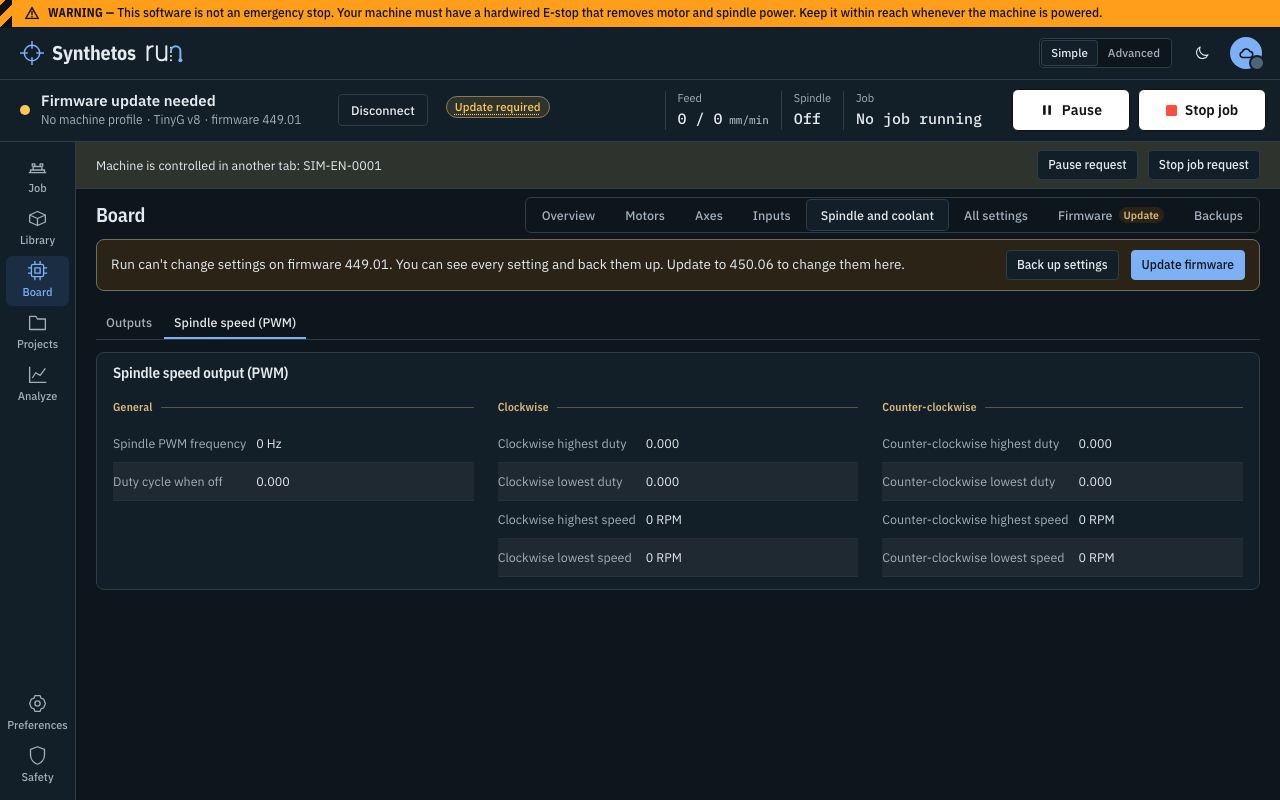 WARNING — This software is not an emergency stop. Your machine must have a hardwired E-stop that removes motor and spindle power. Keep it within reach whenever the machine is powered.
Synthetos run
Simple
Advanced
Firmware update needed
No machine profile · TinyG v8 · firmware 449.01
Disconnect
Update required
Feed
0 / 0 mm/min
Spindle
Off
Job
No job running
Pause
Stop job
Job
Library
Board
Projects
Analyze
Preferences
Safety
Machine is controlled in another tab: SIM-EN-0001
Pause request
Stop job request
Board
Overview
Motors
Axes
Inputs
Spindle and coolant
All settings
Firmware Update
Backups
Run can't change settings on firmware 449.01. You can see every setting and back them up. Update to 450.06 to change them here.
Back up settings
Update firmware
Outputs
Spindle speed (PWM)
Spindle speed output (PWM)
General
Spindle PWM frequency 0 Hz
Duty cycle when off 0.000
Clockwise
Clockwise highest duty 0.000
Clockwise lowest duty 0.000
Clockwise highest speed 0 RPM
Clockwise lowest speed 0 RPM
Counter-clockwise
Counter-clockwise highest duty 0.000
Counter-clockwise lowest duty 0.000
Counter-clockwise highest speed 0 RPM
Counter-clockwise lowest speed 0 RPM